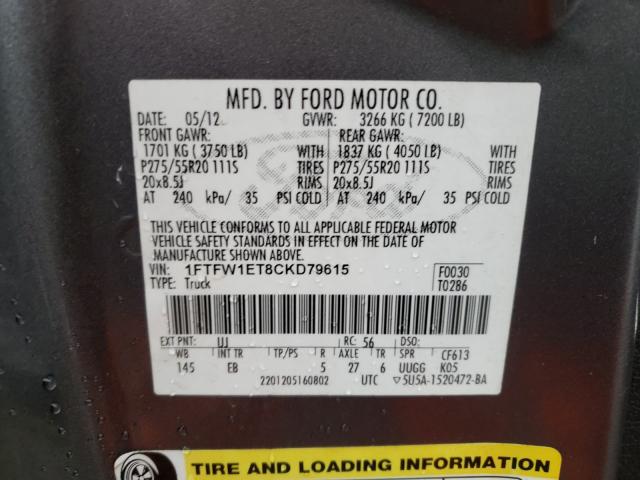 MFD. BY FORD MOTOR CO.
DATE: 05/12 GVWR: 3266 KG ( 7200 LB)
FRONT GAWR: REAR GAWR:
1701 KG ( 3750 LB) WITH 1837 KG ( 4050 LB) WITH
P275/55R20 111S TIRES P275/55R20 111S TIRES
20x8.5J RIMS 20x8.5J RIMS
AT 240 kPa/ 35 PSI COLD AT 240 kPa/ 35 PSI COLD
THIS VEHICLE CONFORMS TO ALL APPLICABLE FEDERAL MOTOR
VEHICLE SAFETY STANDARDS IN EFFECT ON THE DATE OF
MANUFACTURE SHOWN ABOVE.
VIN: 1FTFW1ET8CKD79615 F0030
TYPE: Truck T0286
EXT PNT: UJ RC: 56 DSO:
WB INT TR TP/PS R AXLE TR SPR CF613
145 EB 5 27 6 UUGG K05
2201205160802 UTC 5U5A-1520472-BA
TIRE AND LOADING INFORMATION